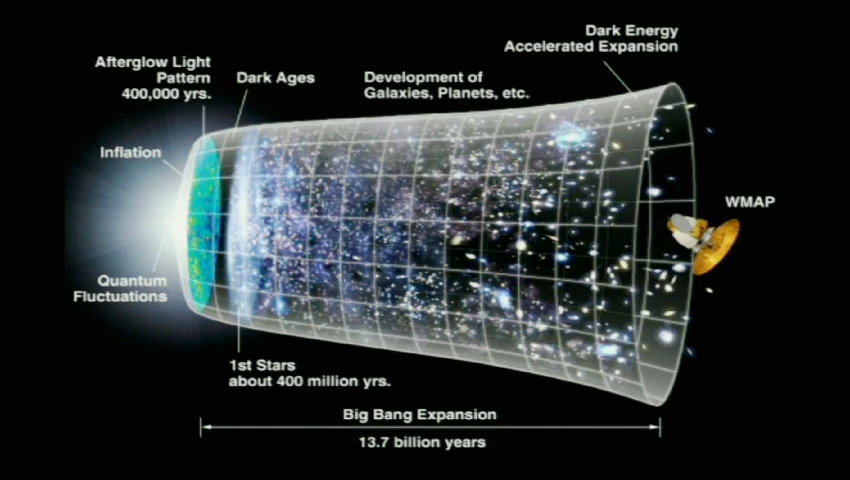 Dark Energy
Accelerated Expansion
Afterglow Light
Pattern
400,000 yrs.
Dark Ages
Development of
Galaxies, Planets, etc.
Inflation
WMAP
Quantum
Fluctuations
1st Stars
about 400 million yrs.
Big Bang Expansion
13.7 billion years